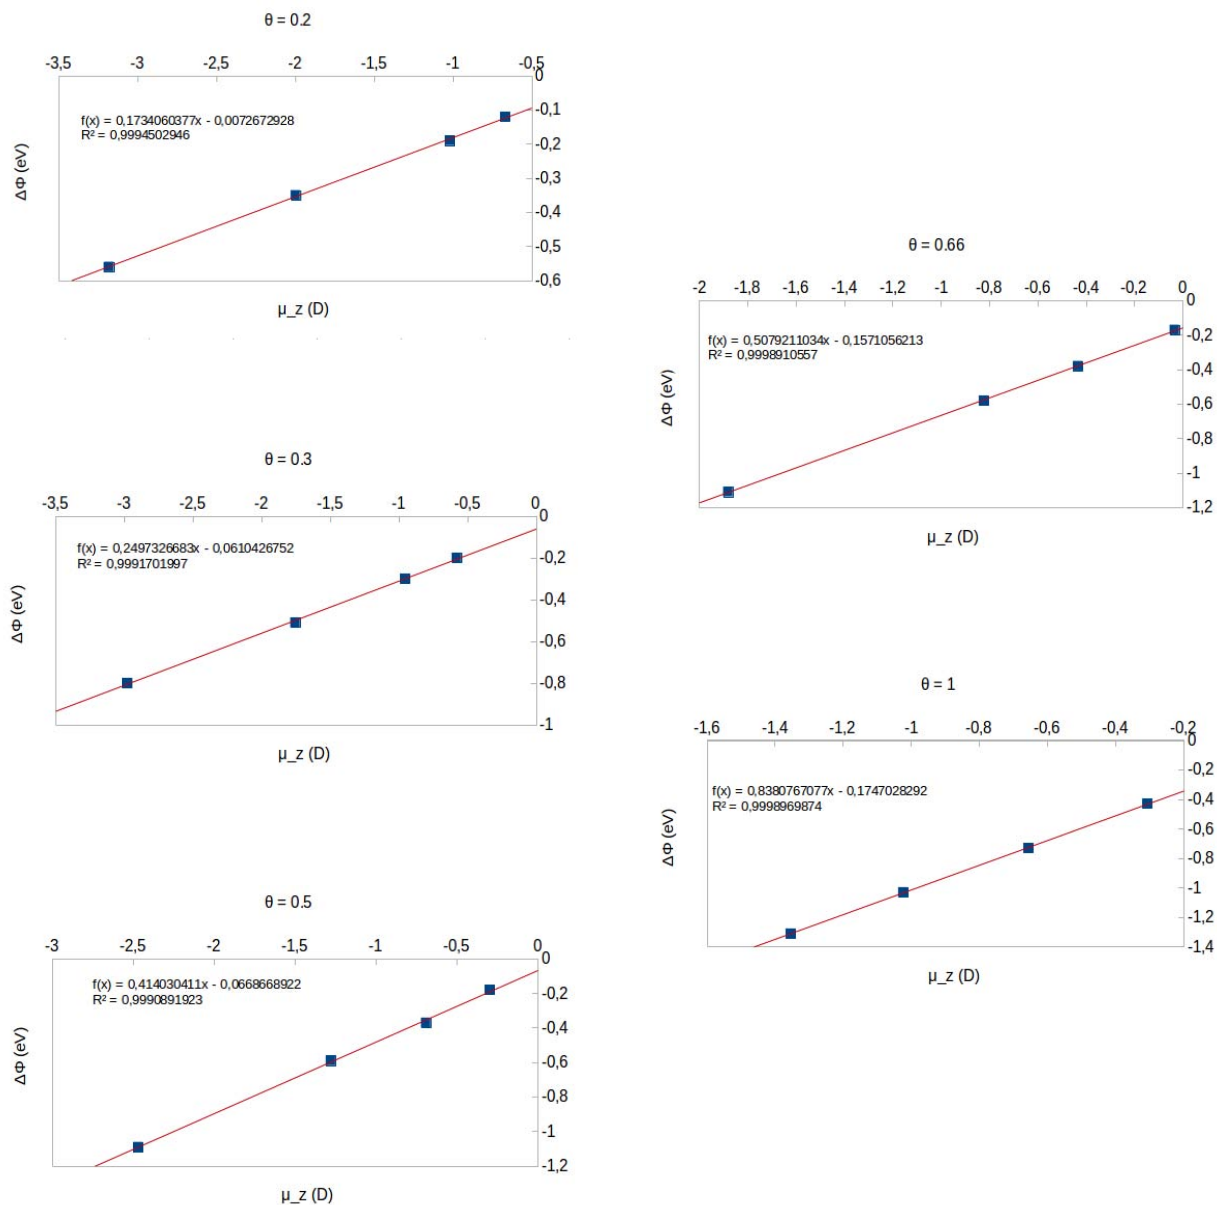 θ = 0.2
-3,5 -3 -2,5 -2 -1,5 -1 -0,5
0
-0,1
-0,2
-0,3
-0,4
-0,5
-0,6
f(x) = 0,1734060377x - 0,0072672928
R² = 0,9994502946
ΔΦ (eV)
μ_z (D)
θ = 0.3
-3,5 -3 -2,5 -2 -1,5 -1 -0,5 0
0
-0,2
-0,4
-0,6
-0,8
-1
f(x) = 0,2497326683x - 0,0610426752
R² = 0,9991701997
ΔΦ (eV)
μ_z (D)
θ = 0.5
-3 -2,5 -2 -1,5 -1 -0,5 0
0
-0,2
-0,4
-0,6
-0,8
-1
-1,2
f(x) = 0,414030411x - 0,0668668922
R² = 0,9990891923
ΔΦ (eV)
μ_z (D)
θ = 0.66
-2 -1,8 -1,6 -1,4 -1,2 -1 -0,8 -0,6 -0,4 -0,2 0
0
-0,2
-0,4
-0,6
-0,8
-1
-1,2
f(x) = 0,5079211034x - 0,1571056213
R² = 0,9998910557
ΔΦ (eV)
μ_z (D)
θ = 1
-1,6 -1,4 -1,2 -1 -0,8 -0,6 -0,4 -0,2
0
-0,2
-0,4
-0,6
-0,8
-1
-1,2
-1,4
f(x) = 0,8380767077x - 0,1747028292
R² = 0,9998969874
ΔΦ (eV)
μ_z (D)